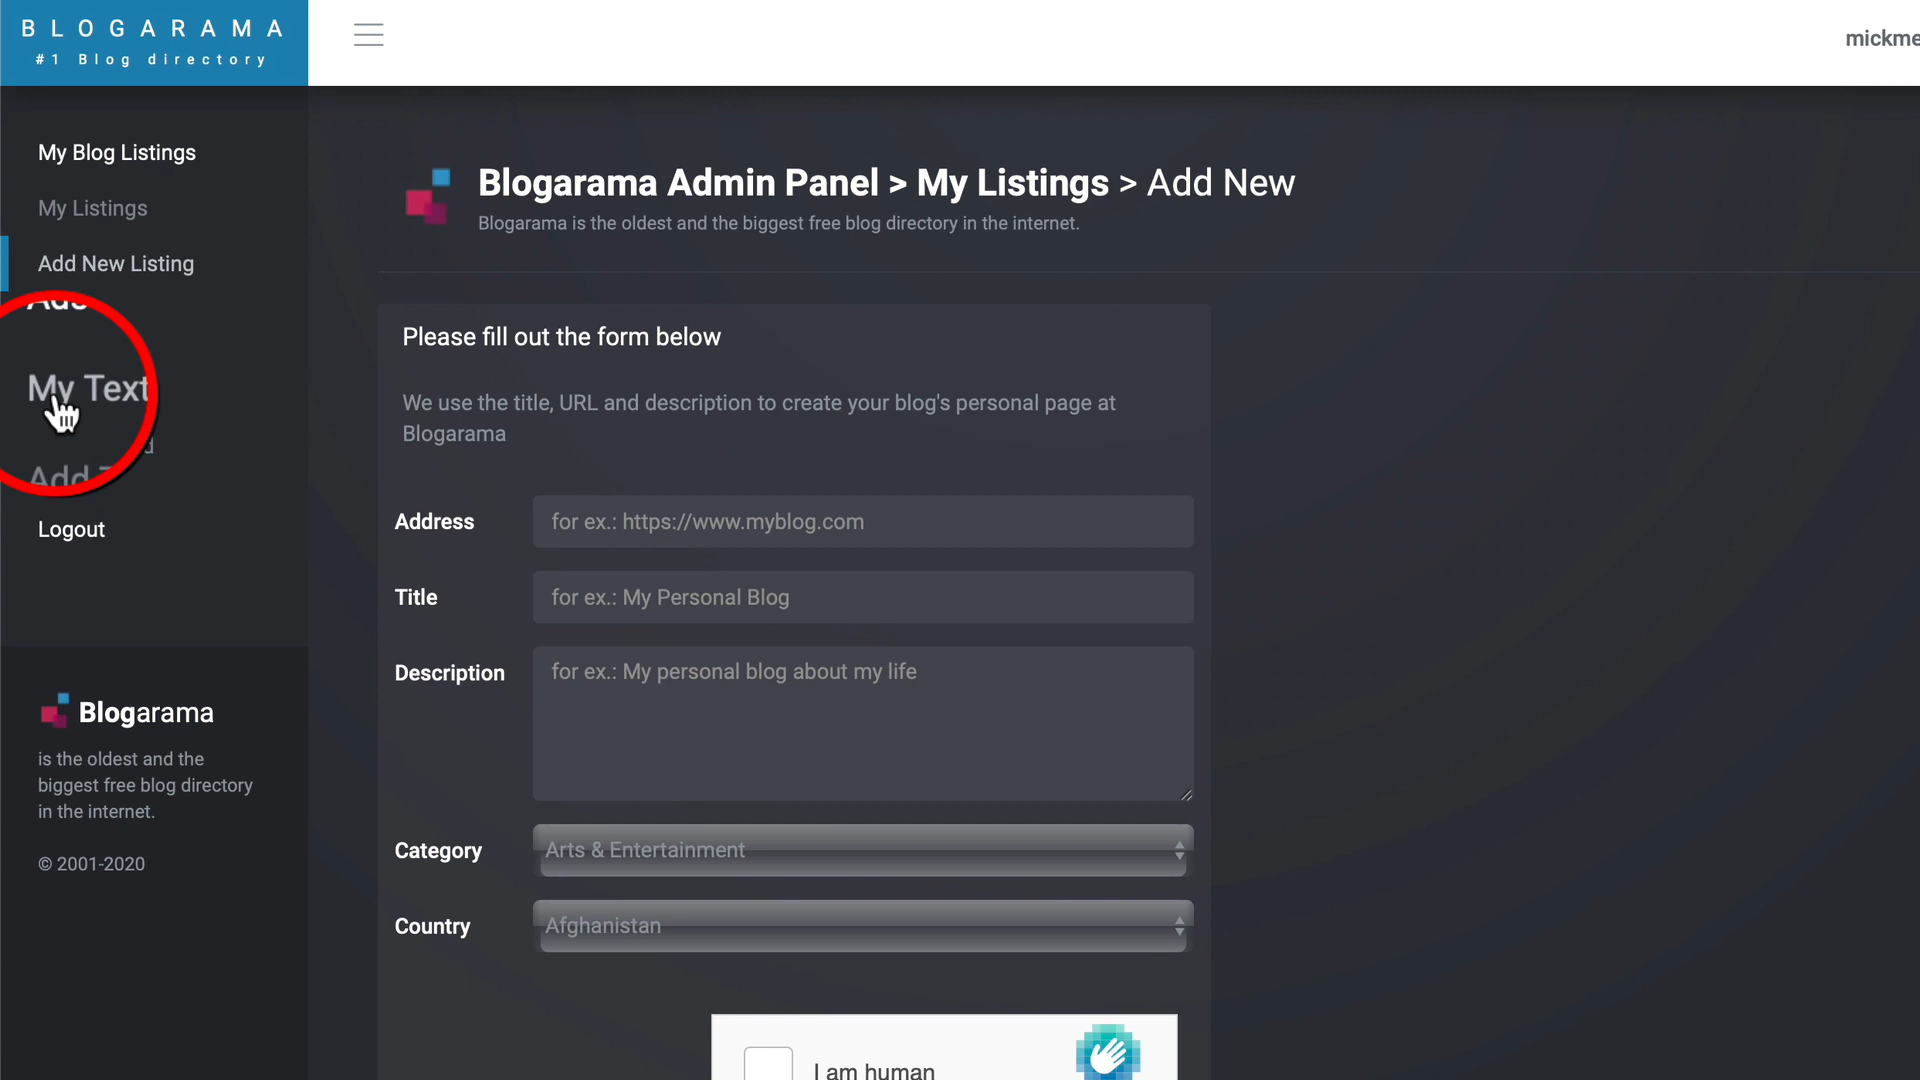 BLOGARAMA
#1 Blog directory
mickme
My Blog Listings
My Listings
Add New Listing
My Text
Add
Logout
Blogarama
is the oldest and the
biggest free blog directory
in the internet.
© 2001-2020
Blogarama Admin Panel > My Listings > Add New
Blogarama is the oldest and the biggest free blog directory in the internet.
Please fill out the form below
We use the title, URL and description to create your blog's personal page at
Blogarama
Address
for ex.: https://www.myblog.com
Title
for ex.: My Personal Blog
Description
for ex.: My personal blog about my life
Category
Arts & Entertainment
Country
Afghanistan
I am human